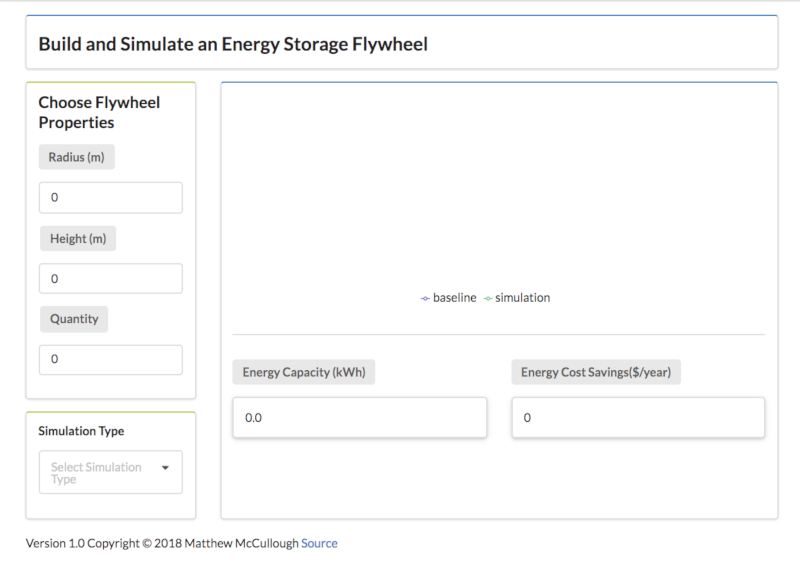 Build and Simulate an Energy Storage Flywheel
Choose Flywheel
Properties
Radius (m)
0
Height (m)
0
Quantity
0
Simulation Type
Select Simulation
Type
baseline simulation
Energy Capacity (kWh)
0.0
Energy Cost Savings($/year)
0
Version 1.0 Copyright © 2018 Matthew McCullough Source